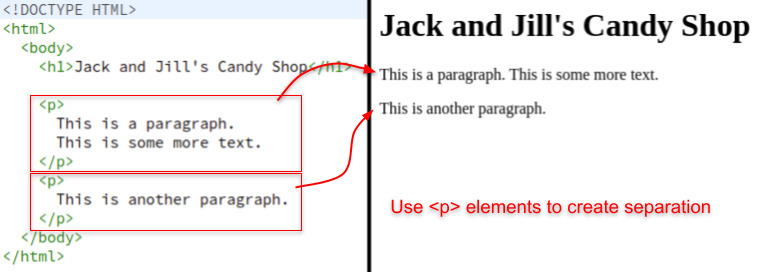 <!DOCTYPE HTML>
<html>
<body>
<h1>Jack and Jill's Candy Shop</h1>
<p>
This is a paragraph.
This is some more text.
</p>
<p>
This is another paragraph.
</p>
</body>
</html>
Jack and Jill's Candy Shop
This is a paragraph. This is some more text.
This is another paragraph.
Use <p> elements to create separation